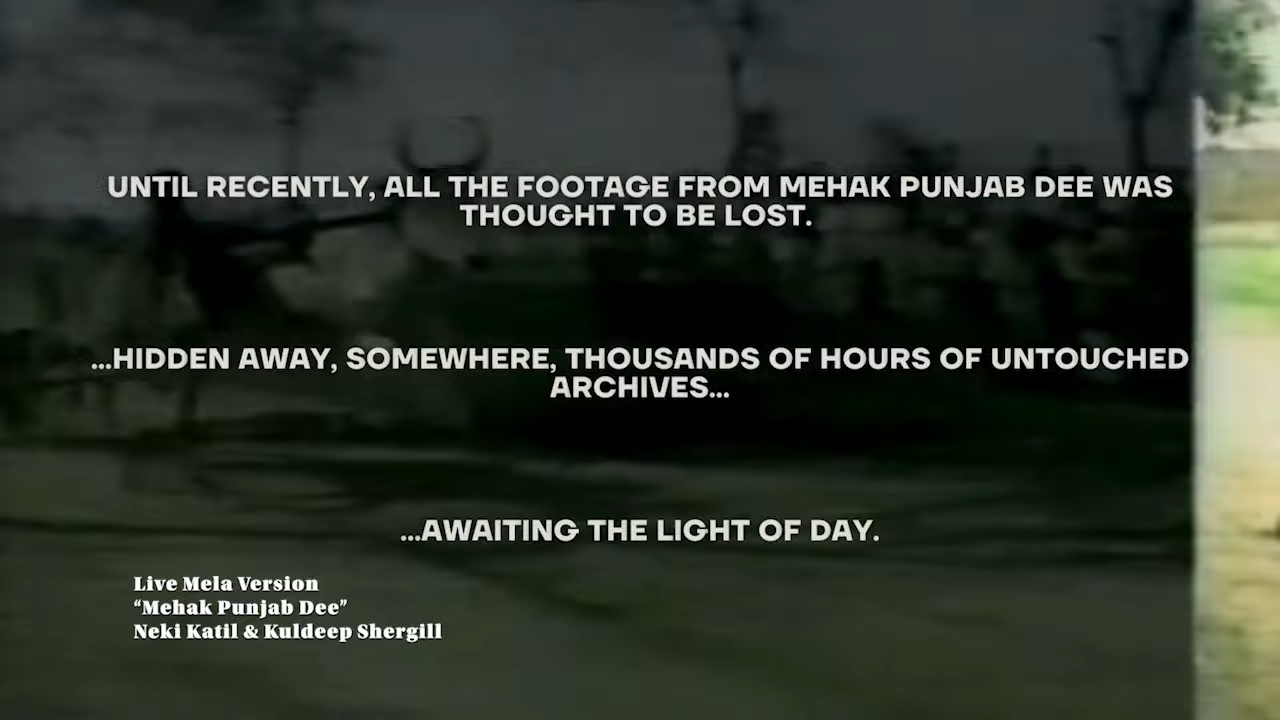 UNTIL RECENTLY, ALL THE FOOTAGE FROM MEHAK PUNJAB DEE WAS
THOUGHT TO BE LOST.
...HIDDEN AWAY, SOMEWHERE, THOUSANDS OF HOURS OF UNTOUCHED
ARCHIVES...
...AWAITING THE LIGHT OF DAY.
Live Mela Version
“Mehak Punjab Dee”
Neki Katil & Kuldeep Shergill